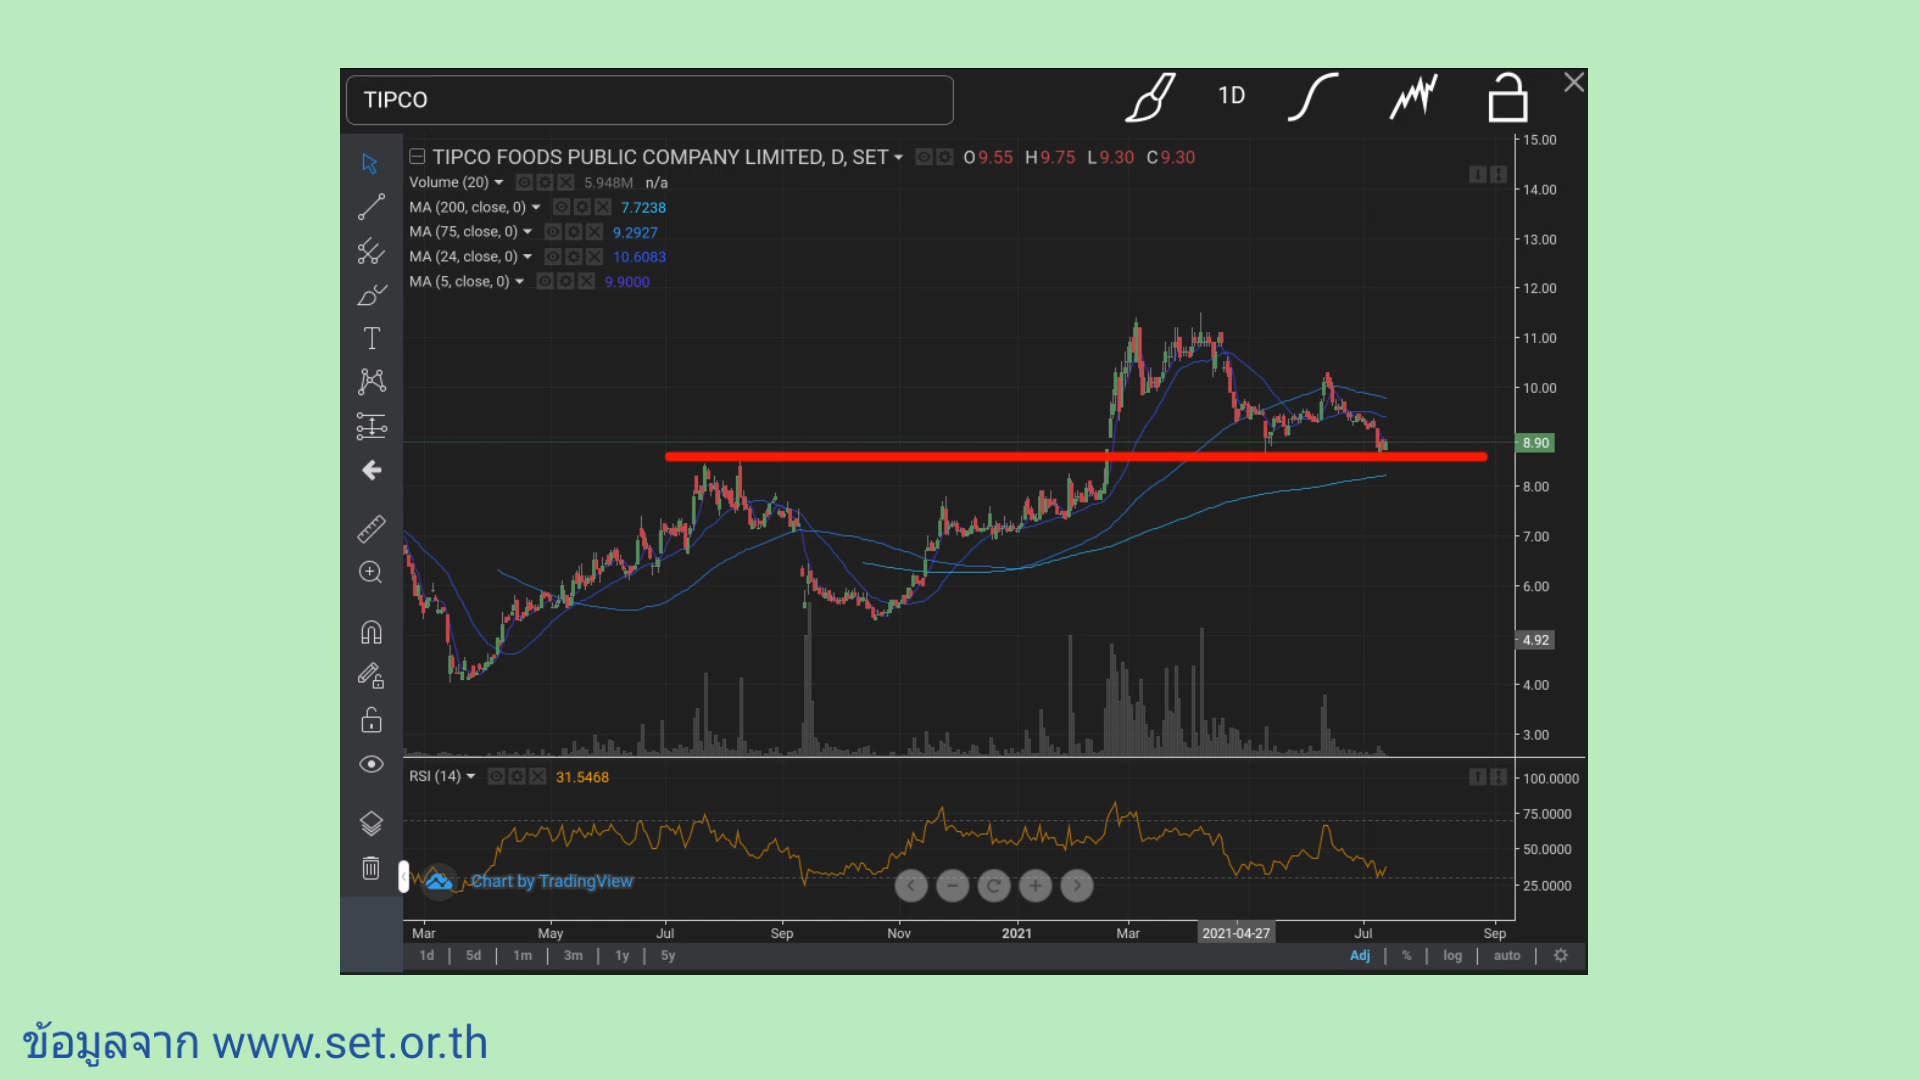 TIPCO
1D
TIPCO FOODS PUBLIC COMPANY LIMITED, D, SET O9.55 H9.75 L9.30 C9.30
Volume (20) 5.948M n/a
MA (200, close, 0) 7.7238
MA (75, close, 0) 9.2927
MA (24, close, 0) 10.6083
MA (5, close, 0) 9.9000
15.00
14.00
13.00
12.00
11.00
10.00
8.90
8.00
7.00
6.00
4.92
4.00
3.00
RSI (14) 31.5468
100.0000
75.0000
50.0000
25.0000
Chart by TradingView
Mar May Jul Sep Nov 2021 Mar 2021-04-27 Jul Sep
1d | 5d | 1m | 3m | 1y | 5y Adj | % | log | auto |
ข้อมูลจาก www.set.or.th